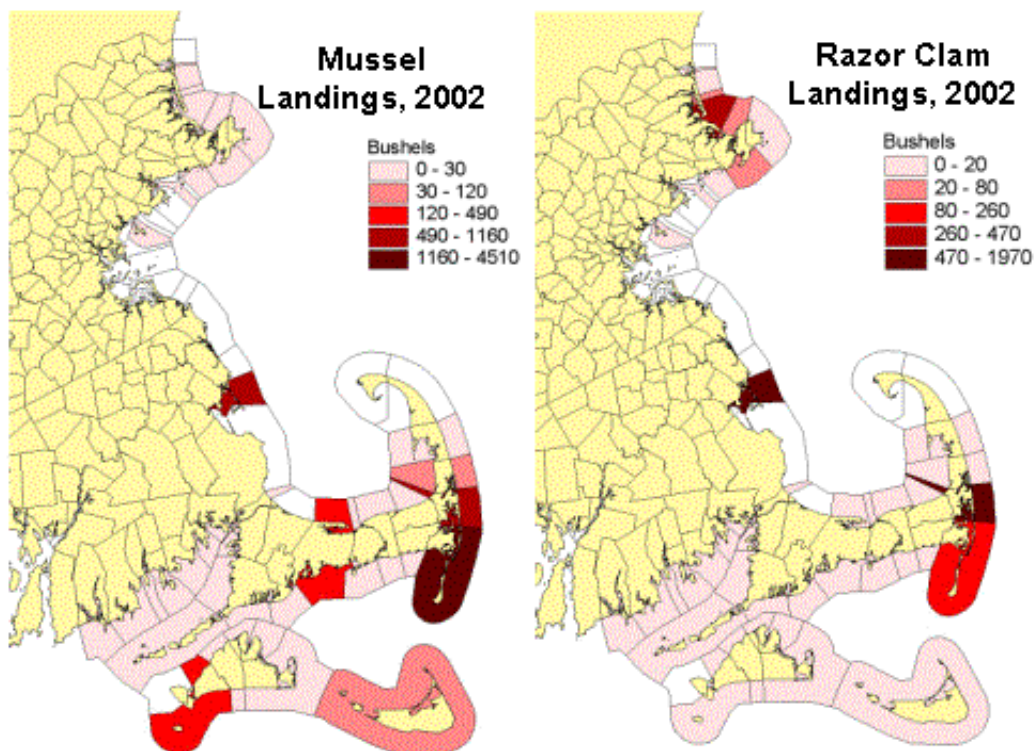 Mussel
Landings, 2002
Bushels
0 - 30
30 - 120
120 - 490
490 - 1160
1160 - 4510
Razor Clam
Landings, 2002
Bushels
0 - 20
20 - 80
80 - 260
260 - 470
470 - 1970